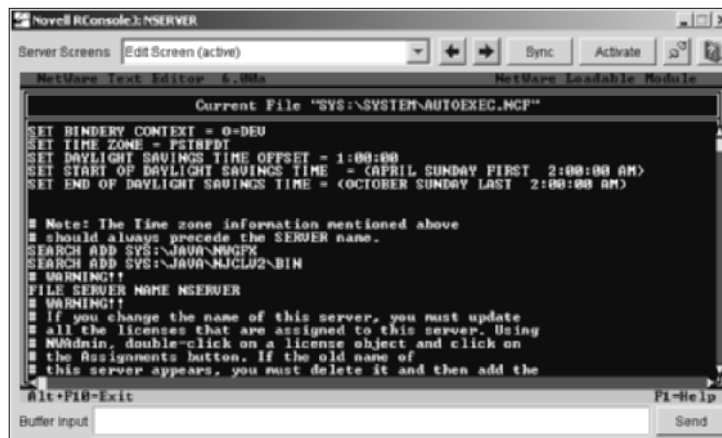 Novell RConsoleJ: NSERVER
Server Screens Edit Screen (active) Sync Activate
NetWare Text Editor 6.00a NetWare Loadable Module
Current File "SYS:\SYSTEM\AUTOEXEC.NCF"
SET BINDERY CONTEXT = O=DEV
SET TIME ZONE = PST8PDT
SET DAYLIGHT SAVINGS TIME OFFSET = 1:00:00
SET START OF DAYLIGHT SAVINGS TIME = (APRIL SUNDAY FIRST 2:00:00 AM)
SET END OF DAYLIGHT SAVINGS TIME = (OCTOBER SUNDAY LAST 2:00:00 AM)
# Note: The Time zone information mentioned above
# should always precede the SERVER name.
SEARCH ADD SYS:\JAVA\NWGFX
SEARCH ADD SYS:\JAVA\NJCLV2\BIN
# WARNING!!
FILE SERVER NAME NSERVER
# WARNING!!
# If you change the name of this server, you must update
# all the licenses that are assigned to this server. Using
# NWAdmin, double-click on a license object and click on
# the Assignments button. If the old name of
# this server appears, you must delete it and then add the
Alt+F10=Exit F1=Help
Buffer Input Send